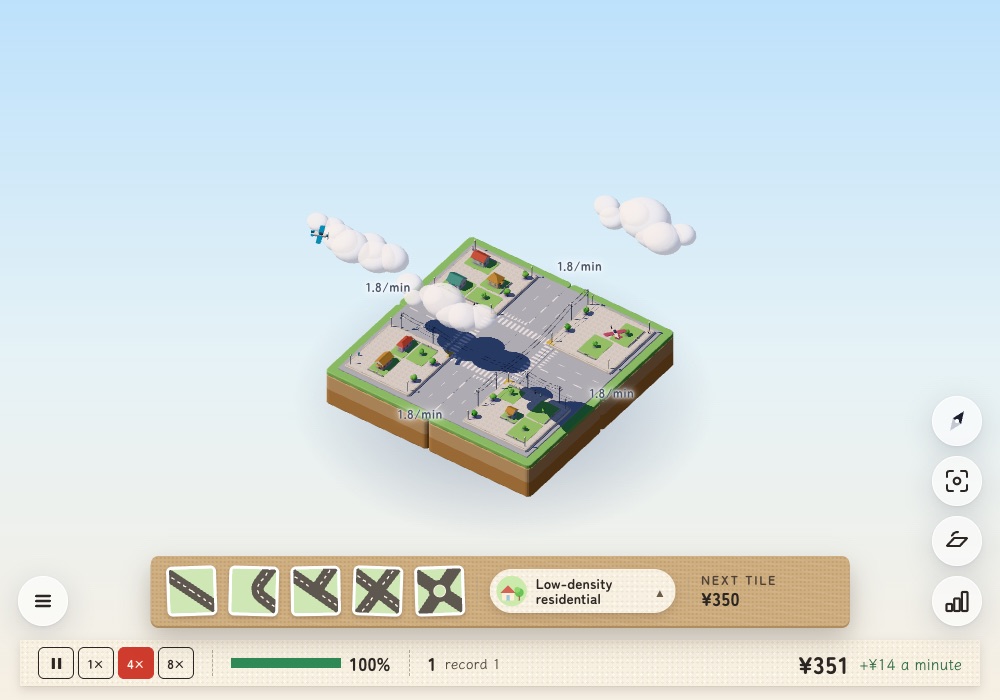 1.8/min
1.8/min
1.8/min
1.8/min
Low-density
residential
▲
NEXT TILE
¥350
1×
4×
8×
100%
1 record 1
¥351 +¥14 a minute